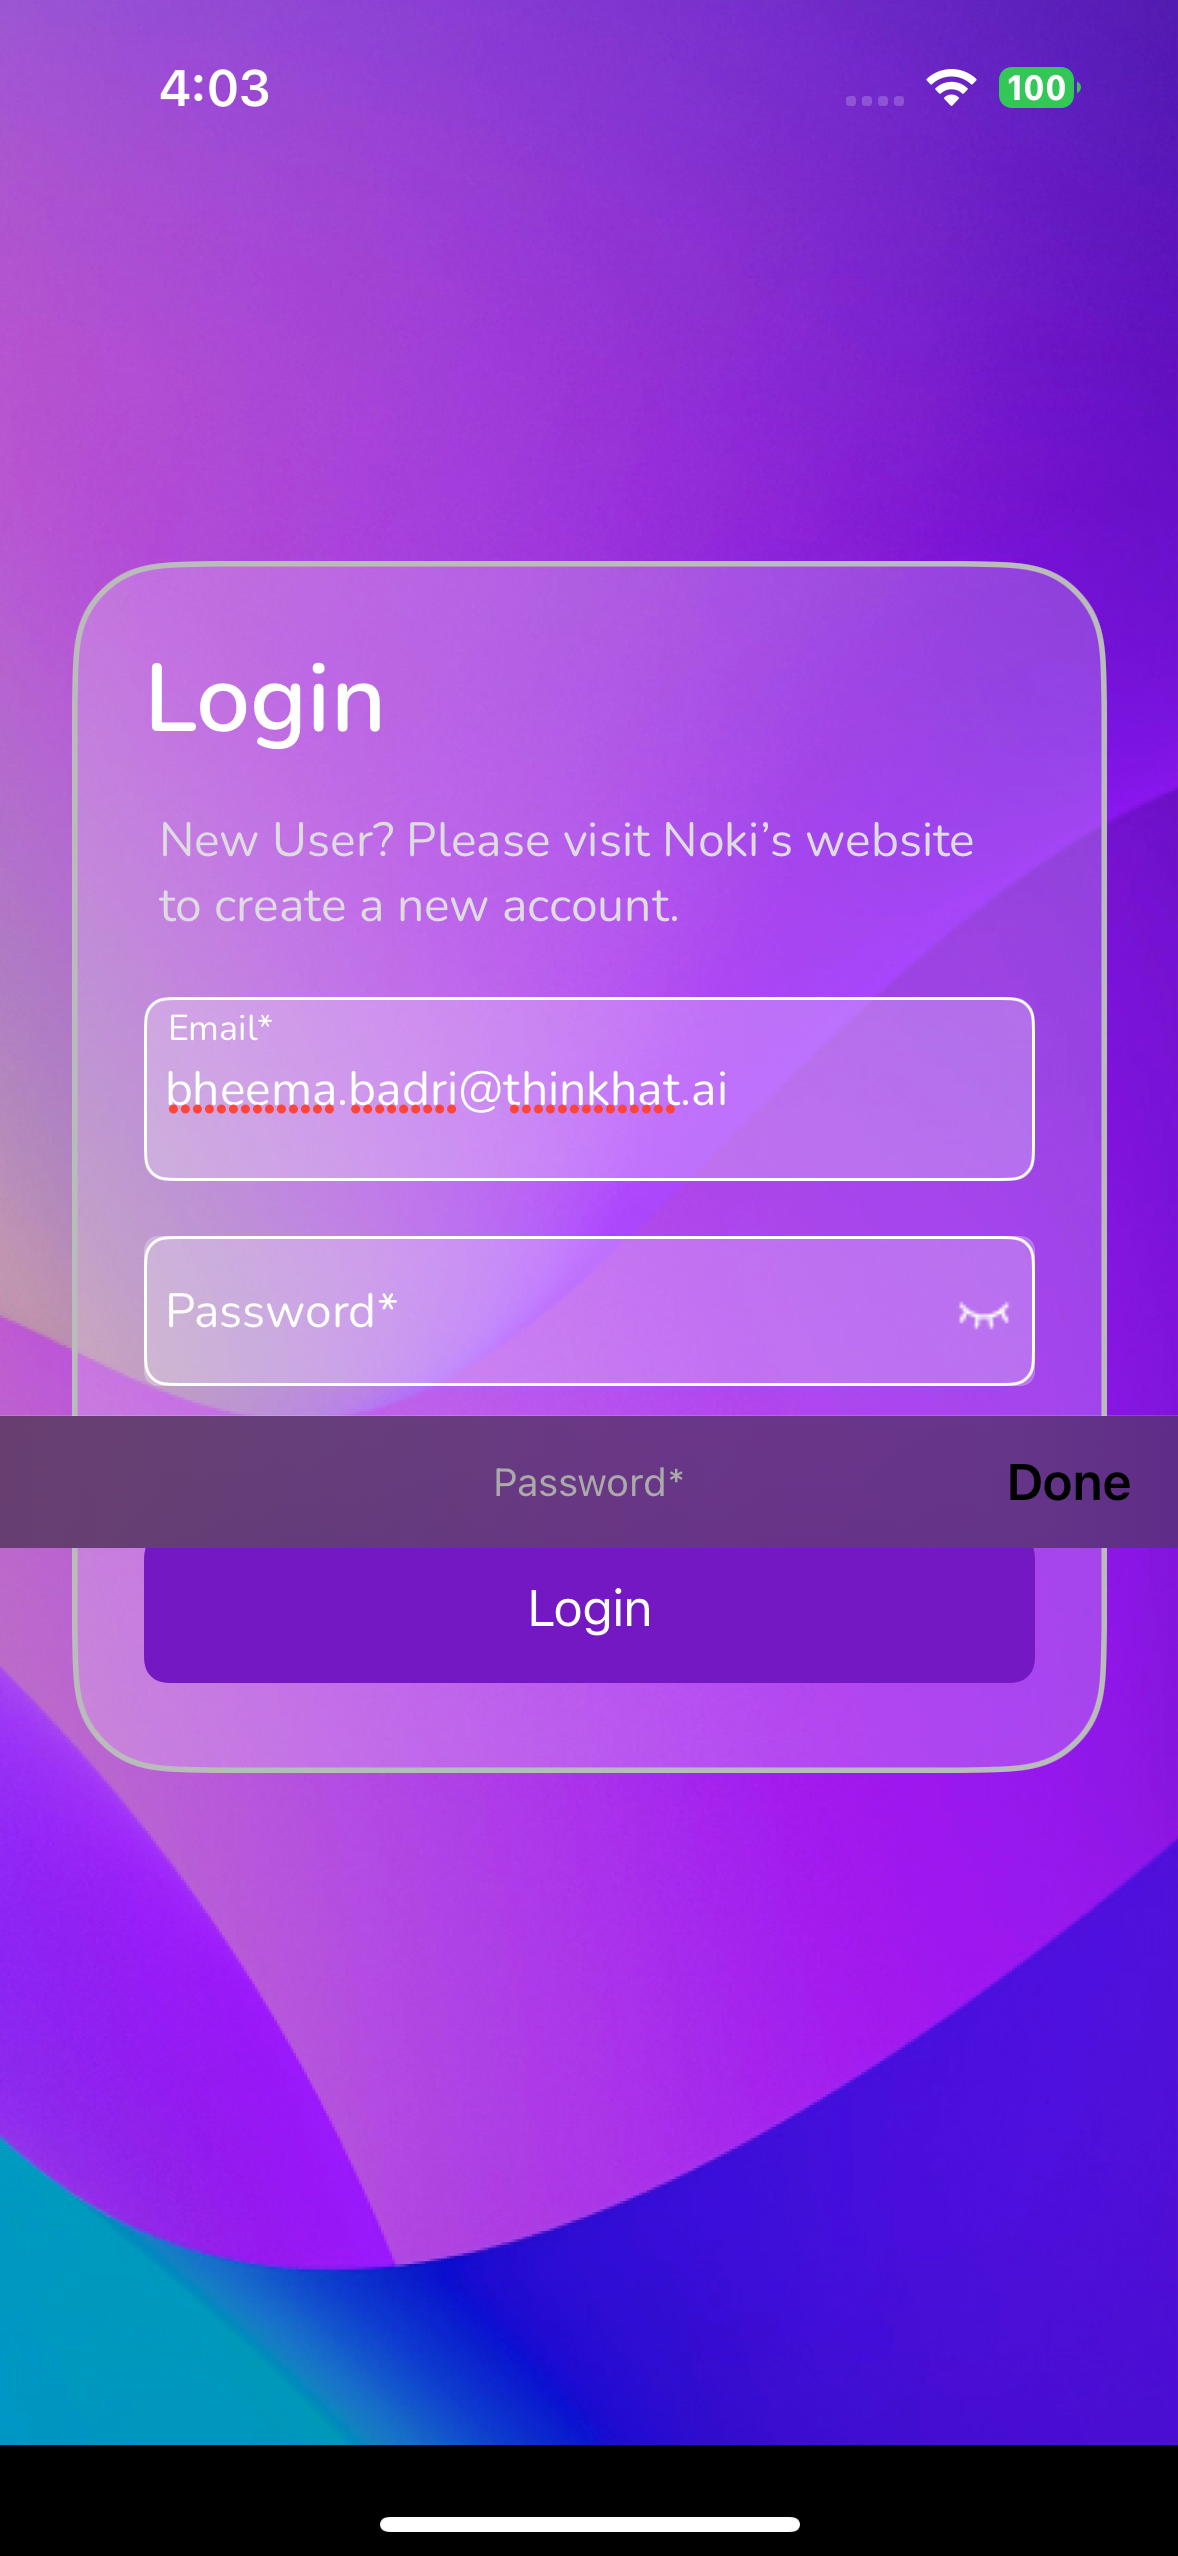 4:03
100
Login
New User? Please visit Noki’s website
to create a new account.
Email*
bheema.badri@thinkhat.ai
Password*
Password*
Done
Login